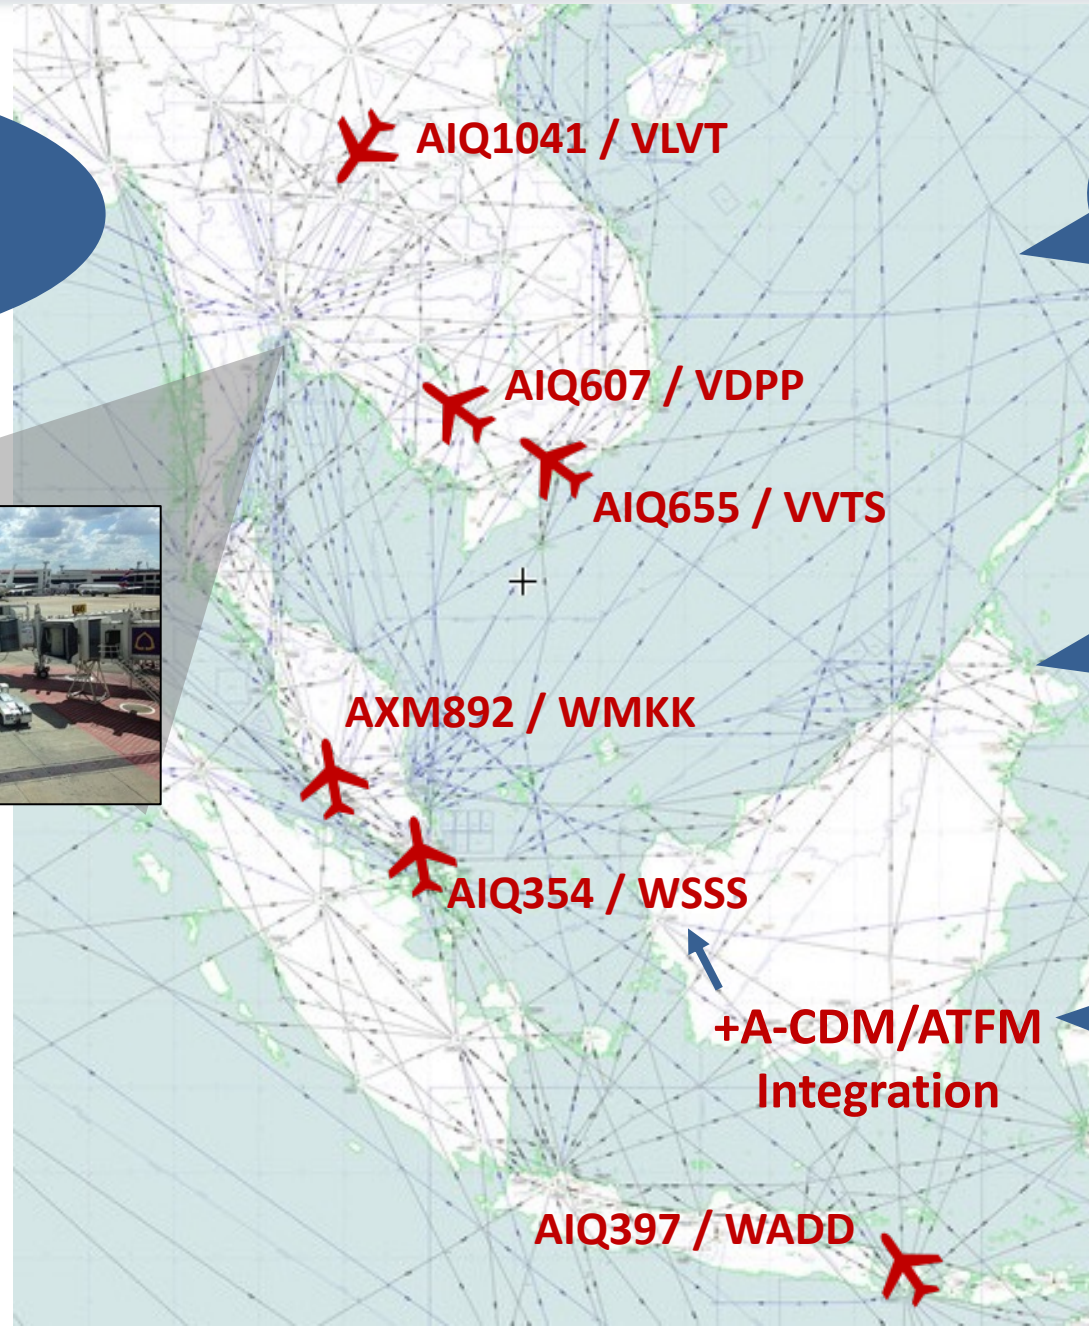 AIQ1041 / VLVT
AIQ607 / VDPP
AIQ655 / VVTS
AXM892 / WMKK
AIQ354 / WSSS
+A-CDM/ATFM
Integration
AIQ397 / WADD